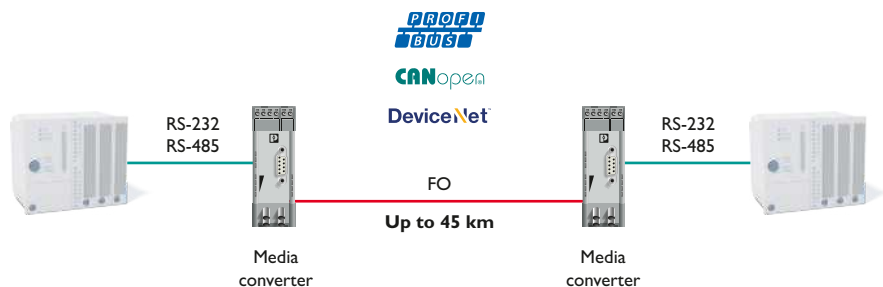 PROFI
BUS
CANopen
DeviceNet
RS-232
RS-485
RS-232
RS-485
FO
Up to 45 km
Media
converter
Media
converter